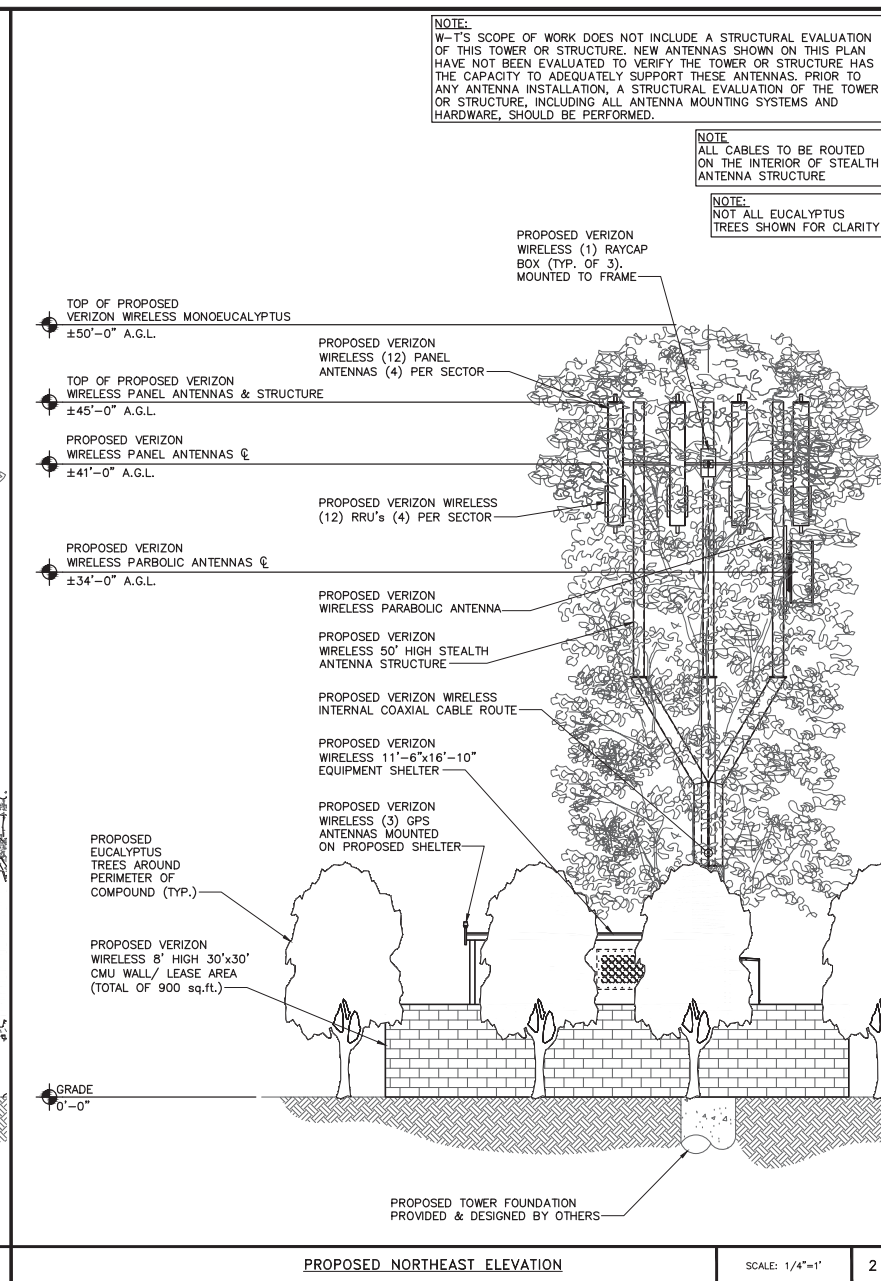 NOTE:
W-T'S SCOPE OF WORK DOES NOT INCLUDE A STRUCTURAL EVALUATION
OF THIS TOWER OR STRUCTURE. NEW ANTENNAS SHOWN ON THIS PLAN
HAVE NOT BEEN EVALUATED TO VERIFY THE TOWER OR STRUCTURE HAS
THE CAPACITY TO ADEQUATELY SUPPORT THESE ANTENNAS. PRIOR TO
ANY ANTENNA INSTALLATION, A STRUCTURAL EVALUATION OF THE TOWER
OR STRUCTURE, INCLUDING ALL ANTENNA MOUNTING SYSTEMS AND
HARDWARE, SHOULD BE PERFORMED.
NOTE
ALL CABLES TO BE ROUTED
ON THE INTERIOR OF STEALTH
ANTENNA STRUCTURE
NOTE:
NOT ALL EUCALYPTUS
TREES SHOWN FOR CLARITY
PROPOSED VERIZON
WIRELESS (1) RAYCAP
BOX (TYP. OF 3).
MOUNTED TO FRAME
TOP OF PROPOSED
VERIZON WIRELESS MONOEUCALYPTUS
±50'-0" A.G.L.
PROPOSED VERIZON
WIRELESS (12) PANEL
ANTENNAS (4) PER SECTOR
TOP OF PROPOSED VERIZON
WIRELESS PANEL ANTENNAS & STRUCTURE
±45'-0" A.G.L.
PROPOSED VERIZON
WIRELESS PANEL ANTENNAS ℄
±41'-0" A.G.L.
PROPOSED VERIZON WIRELESS
(12) RRU's (4) PER SECTOR
PROPOSED VERIZON
WIRELESS PARBOLIC ANTENNAS ℄
±34'-0" A.G.L.
PROPOSED VERIZON
WIRELESS PARABOLIC ANTENNA
PROPOSED VERIZON
WIRELESS 50' HIGH STEALTH
ANTENNA STRUCTURE
PROPOSED VERIZON WIRELESS
INTERNAL COAXIAL CABLE ROUTE
PROPOSED VERIZON
WIRELESS 11'-6"x16'-10"
EQUIPMENT SHELTER
PROPOSED VERIZON
WIRELESS (3) GPS
ANTENNAS MOUNTED
ON PROPOSED SHELTER
PROPOSED
EUCALYPTUS
TREES AROUND
PERIMETER OF
COMPOUND (TYP.)
PROPOSED VERIZON
WIRELESS 8' HIGH 30'x30'
CMU WALL/ LEASE AREA
(TOTAL OF 900 sq.ft.)
GRADE
0'-0"
PROPOSED TOWER FOUNDATION
PROVIDED & DESIGNED BY OTHERS
PROPOSED NORTHEAST ELEVATION
SCALE: 1/4"=1'
2